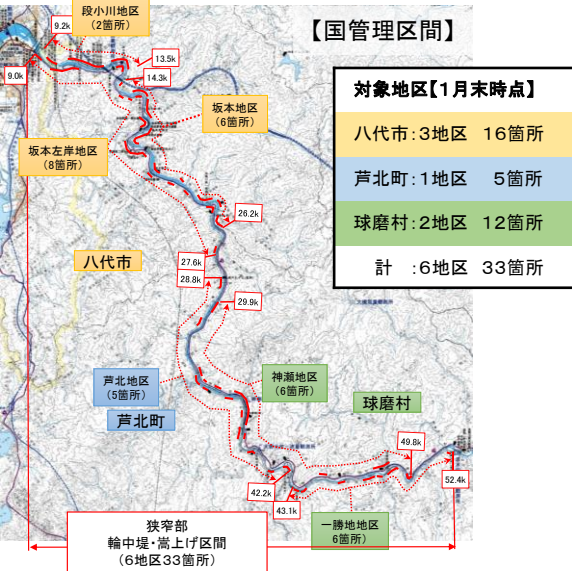 段小川地区
(2箇所)
【国管理区間】
9.2k
13.5k
9.0k
14.3k
対象地区【1月末時点】
八代市:3地区 16箇所
芦北町:1地区 5箇所
球磨村:2地区 12箇所
計 :6地区 33箇所
坂本地区
(6箇所)
坂本左岸地区
(8箇所)
26.2k
27.6k
八代市
28.8k
29.9k
芦北地区
(5箇所)
神瀬地区
(6箇所)
芦北町
球磨村
49.8k
42.2k
52.4k
43.1k
一勝地地区
6箇所)
狭窄部
輪中堤・嵩上げ区間
(6地区33箇所)